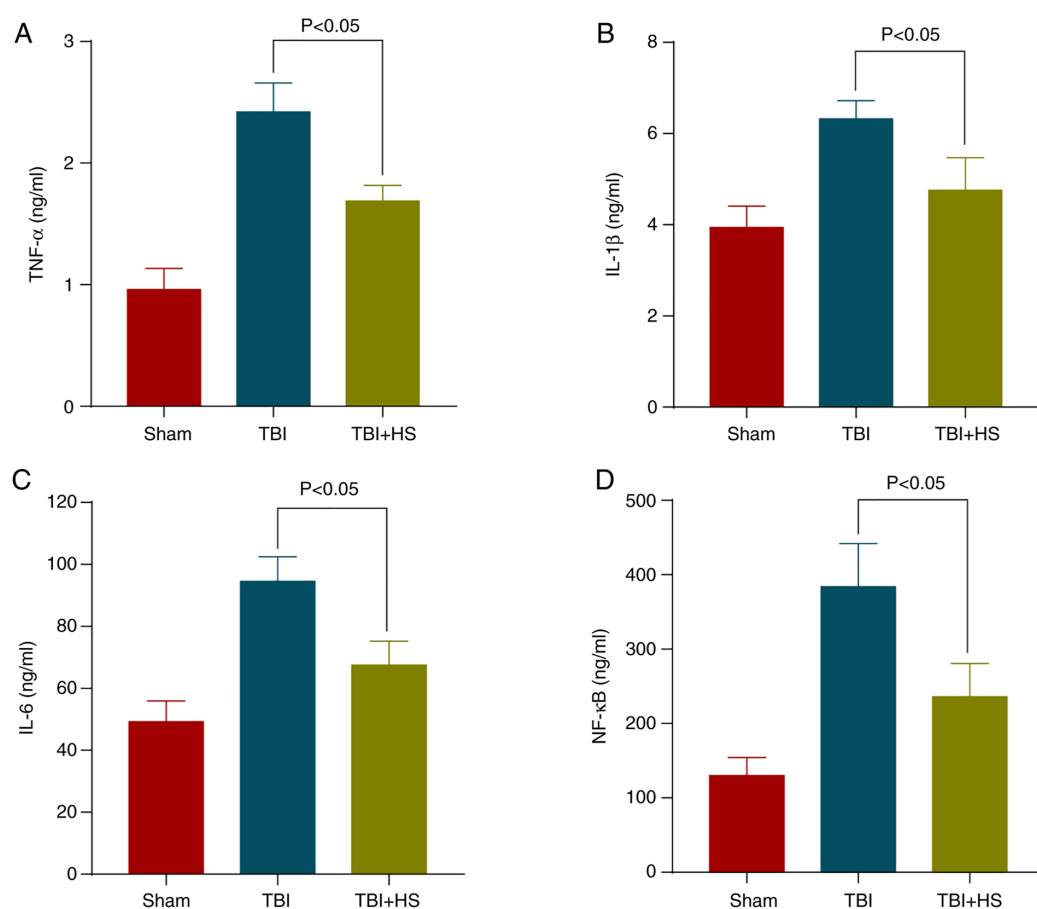 A
P<0.05
3
2
1
0
TNF-α (ng/ml)
Sham TBI TBI+HS
B
P<0.05
8
6
4
2
0
IL-1β (ng/ml)
Sham TBI TBI+HS
C
P<0.05
120
100
80
60
40
20
0
IL-6 (ng/ml)
Sham TBI TBI+HS
D
P<0.05
500
400
300
200
100
0
NF-κB (ng/ml)
Sham TBI TBI+HS